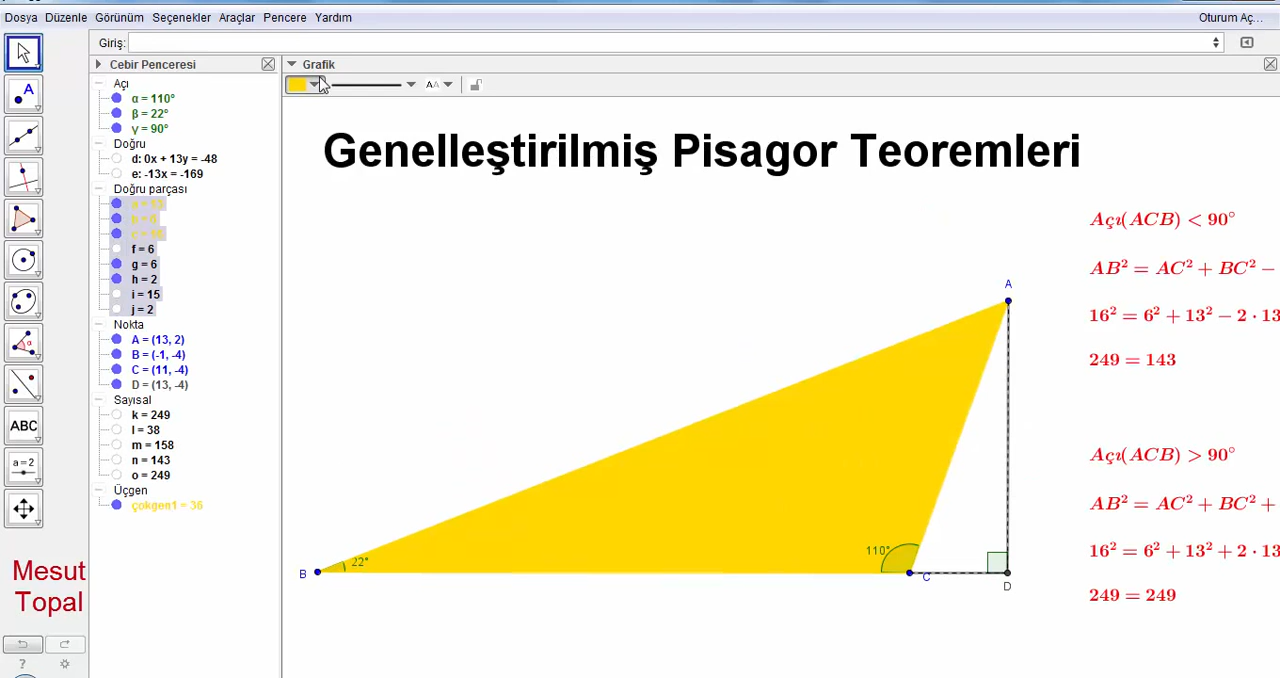 Dosya Düzenle Görünüm Seçenekler Araçlar Pencere Yardım Oturum Aç...
Giriş:
Cebir Penceresi
Grafik
AA
Genelleştirilmiş Pisagor Teoremleri
Açı
α = 110°
β = 22°
γ = 90°
Doğru
d: 0x + 13y = -48
e: -13x = -169
Doğru parçası
f = 6
g = 6
h = 2
i = 15
j = 2
Nokta
A = (13, 2)
B = (-1, -4)
C = (11, -4)
D = (13, -4)
Sayısal
k = 249
l = 38
m = 158
n = 143
o = 249
Üçgen
çokgen1 = 36
A
ABC
a = 2
Mesut
Topal
?
A
B
22°
110°
C
D
Açı(ACB) < 90°
AB² = AC² + BC² −
16² = 6² + 13² − 2 · 13
249 = 143
Açı(ACB) > 90°
AB² = AC² + BC² +
16² = 6² + 13² + 2 · 13
249 = 249